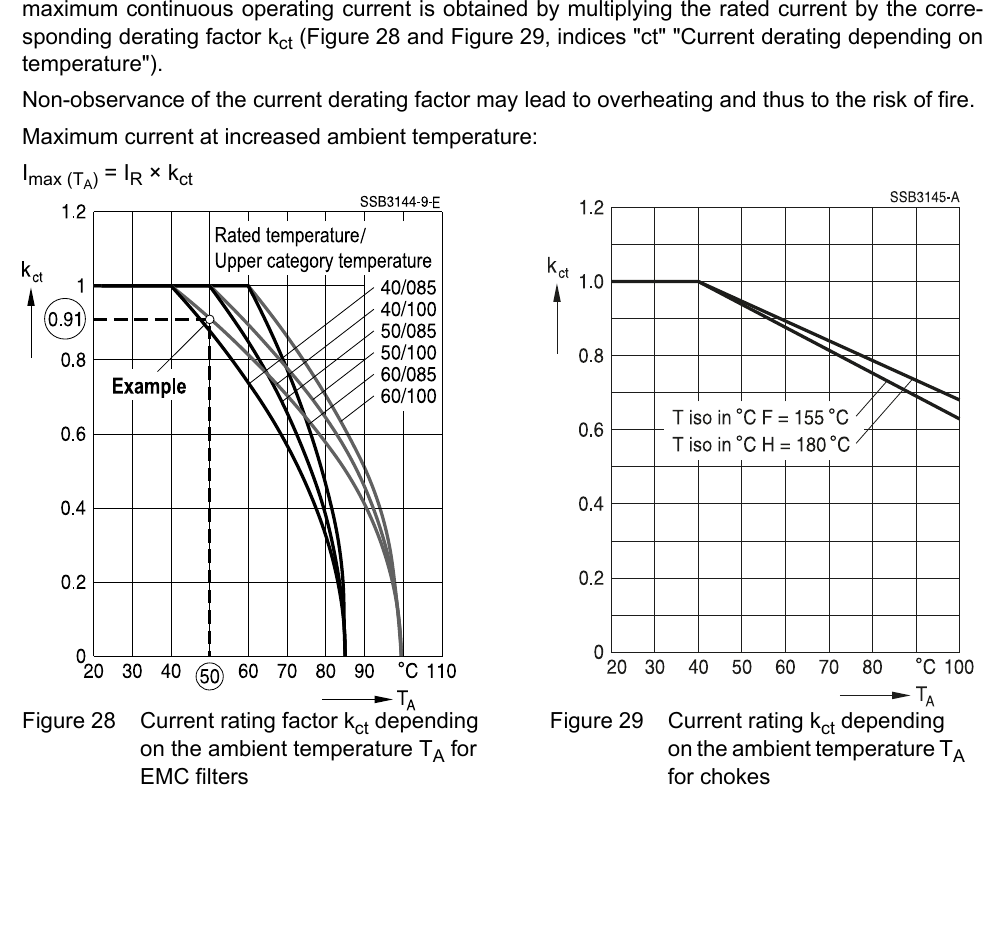 maximum continuous operating current is obtained by multiplying the rated current by the corre-
sponding derating factor kct (Figure 28 and Figure 29, indices "ct" "Current derating depending on
temperature").
Non-observance of the current derating factor may lead to overheating and thus to the risk of fire.
Maximum current at increased ambient temperature:
Imax (TA) = IR × kct
SSB3144-9-E
1.2
Rated temperature/
Upper category temperature
kct
1
40/085
40/100
0.91
50/085
50/100
0.8
60/085
Example
60/100
0.6
0.4
0.2
0
20 30 40 50 60 70 80 90 °C 110
TA
Figure 28 Current rating factor kct depending
on the ambient temperature TA for
EMC filters
SSB3145-A
1.2
kct
1.0
0.8
T iso in °C F = 155 °C
0.6
T iso in °C H = 180 °C
0.4
0.2
0
20 30 40 50 60 70 80 °C 100
TA
Figure 29 Current rating kct depending
on the ambient temperature TA
for chokes